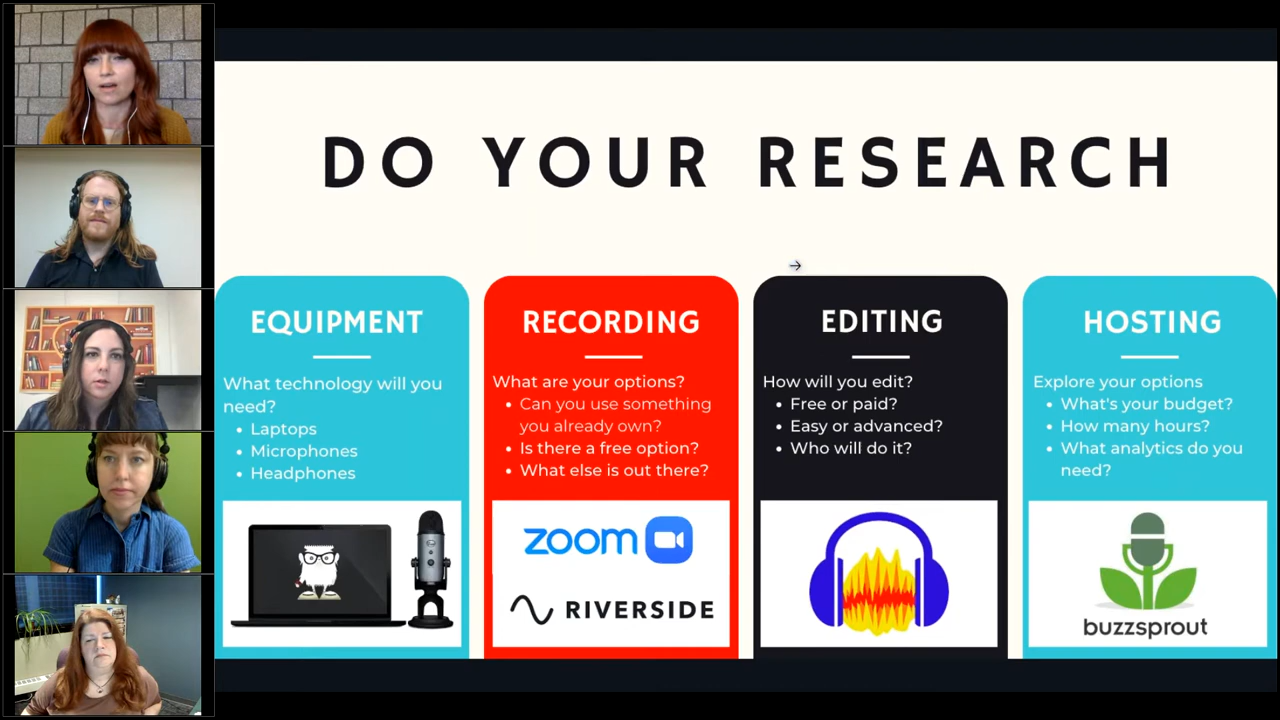 DO YOUR RESEARCH
EQUIPMENT
What technology will you
need?
• Laptops
• Microphones
• Headphones
RECORDING
What are your options?
• Can you use something
you already own?
• Is there a free option?
• What else is out there?
zoom
RIVERSIDE
EDITING
How will you edit?
• Free or paid?
• Easy or advanced?
• Who will do it?
HOSTING
Explore your options
• What's your budget?
• How many hours?
• What analytics do you
need?
buzzsprout